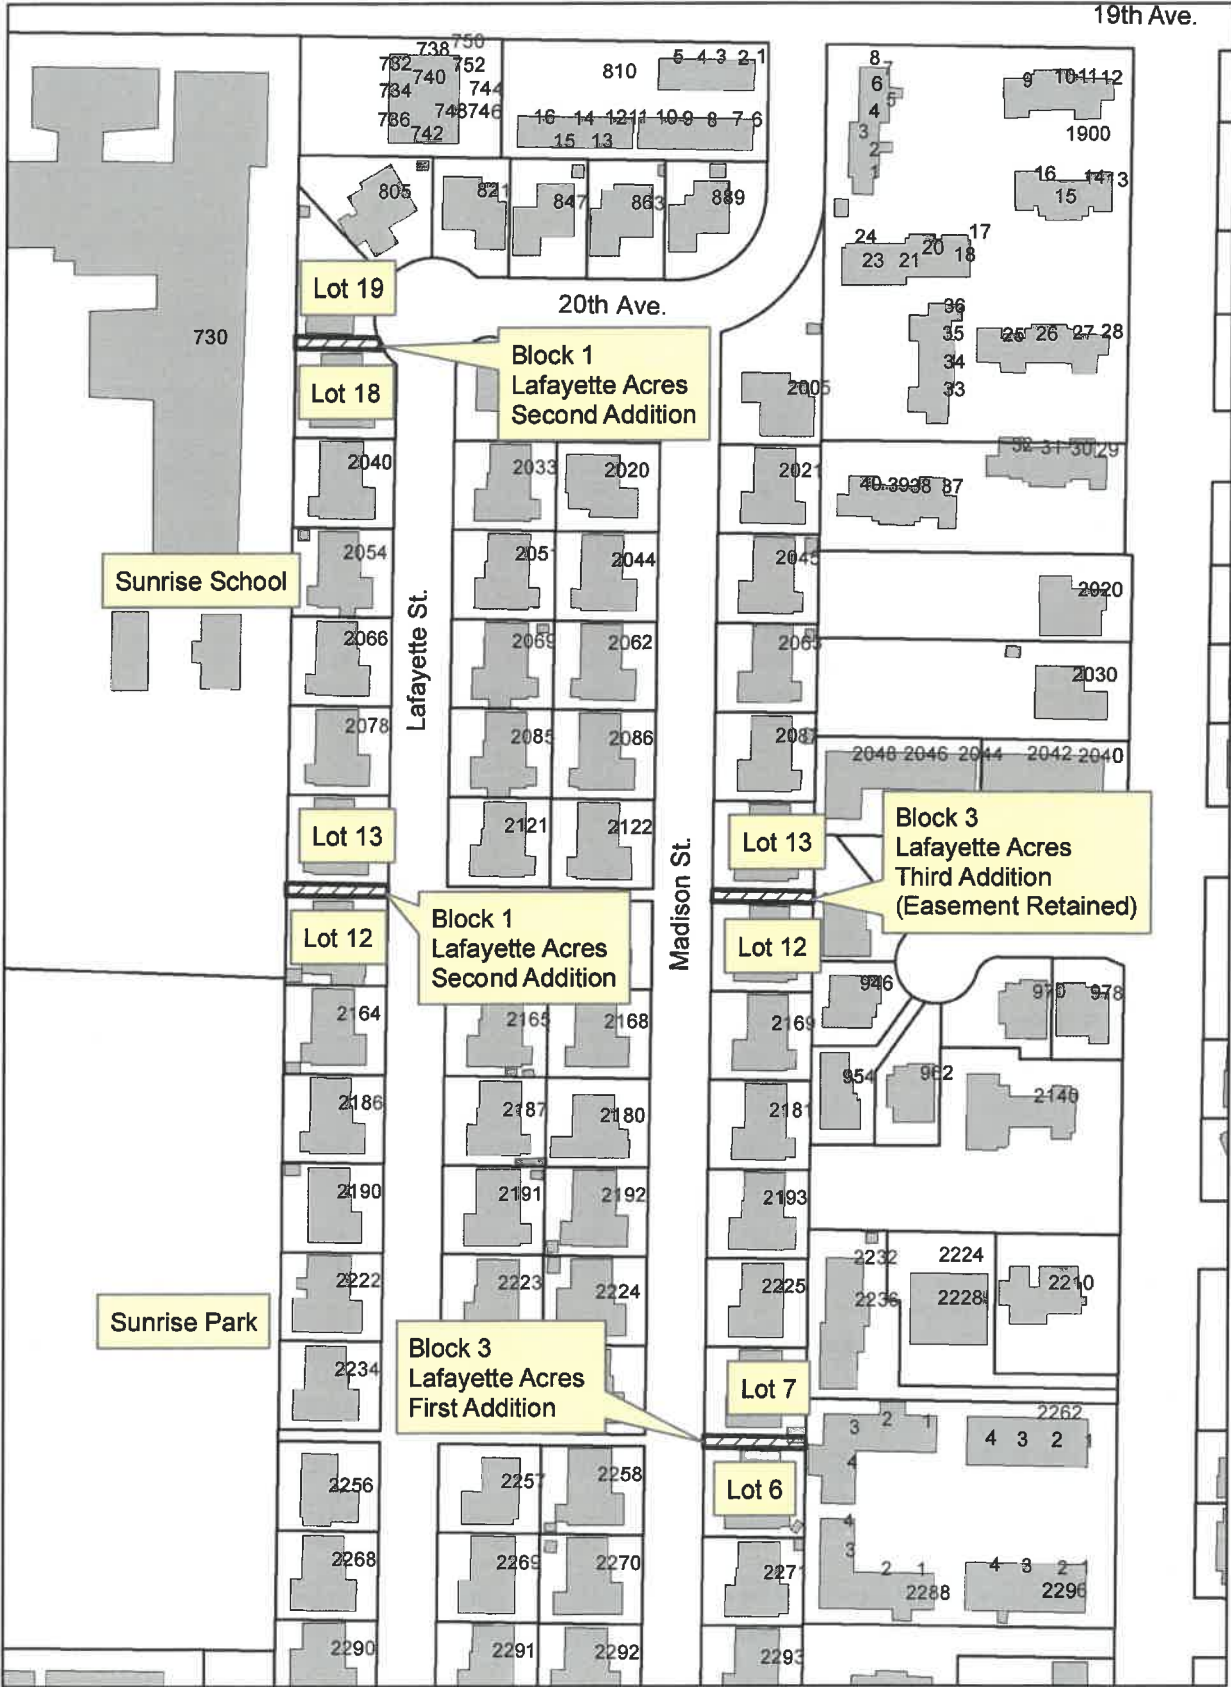 19th Ave.
750
738
732 752
740
734 744
748 746
736
742
810
5 4 3 2 1
16 14 12 11 10 9 8 7 6
15 13
8
7
6
5
4
3
2
1
9 10 11 12
1900
16 14 13
15
24 17
23 21 20 18
36
35
34
33
25 26 27 28
32 31 30 29
40 39 38 37
805 821 847 863 889
Lot 19
20th Ave.
730
Block 1
Lafayette Acres
Second Addition
Lot 18
2005
2040 2033 2020 2021
2054 2051 2044 2045
2020
Sunrise School
Lafayette St.
2066 2069 2062 2065
2030
2078 2085 2086 2087
2048 2046 2044 2042 2040
Lot 13
2121 2122
Lot 13
Block 3
Lafayette Acres
Third Addition
(Easement Retained)
Madison St.
Lot 12
Block 1
Lafayette Acres
Second Addition
Lot 12
946 970 978
2164 2165 2168 2169
954 962
2140
2186 2187 2180 2181
2190 2191 2192 2193
2222 2223 2224 2225
2232 2224
2236 2228 2210
Sunrise Park
Block 3
Lafayette Acres
First Addition
2234
Lot 7
2262
3 2 1
4
4 3 2 1
Lot 6
2256 2257 2258
2268 2269 2270 2271
4
3
2 1
2288
4 3 2 1
2296
2290 2291 2292 2293